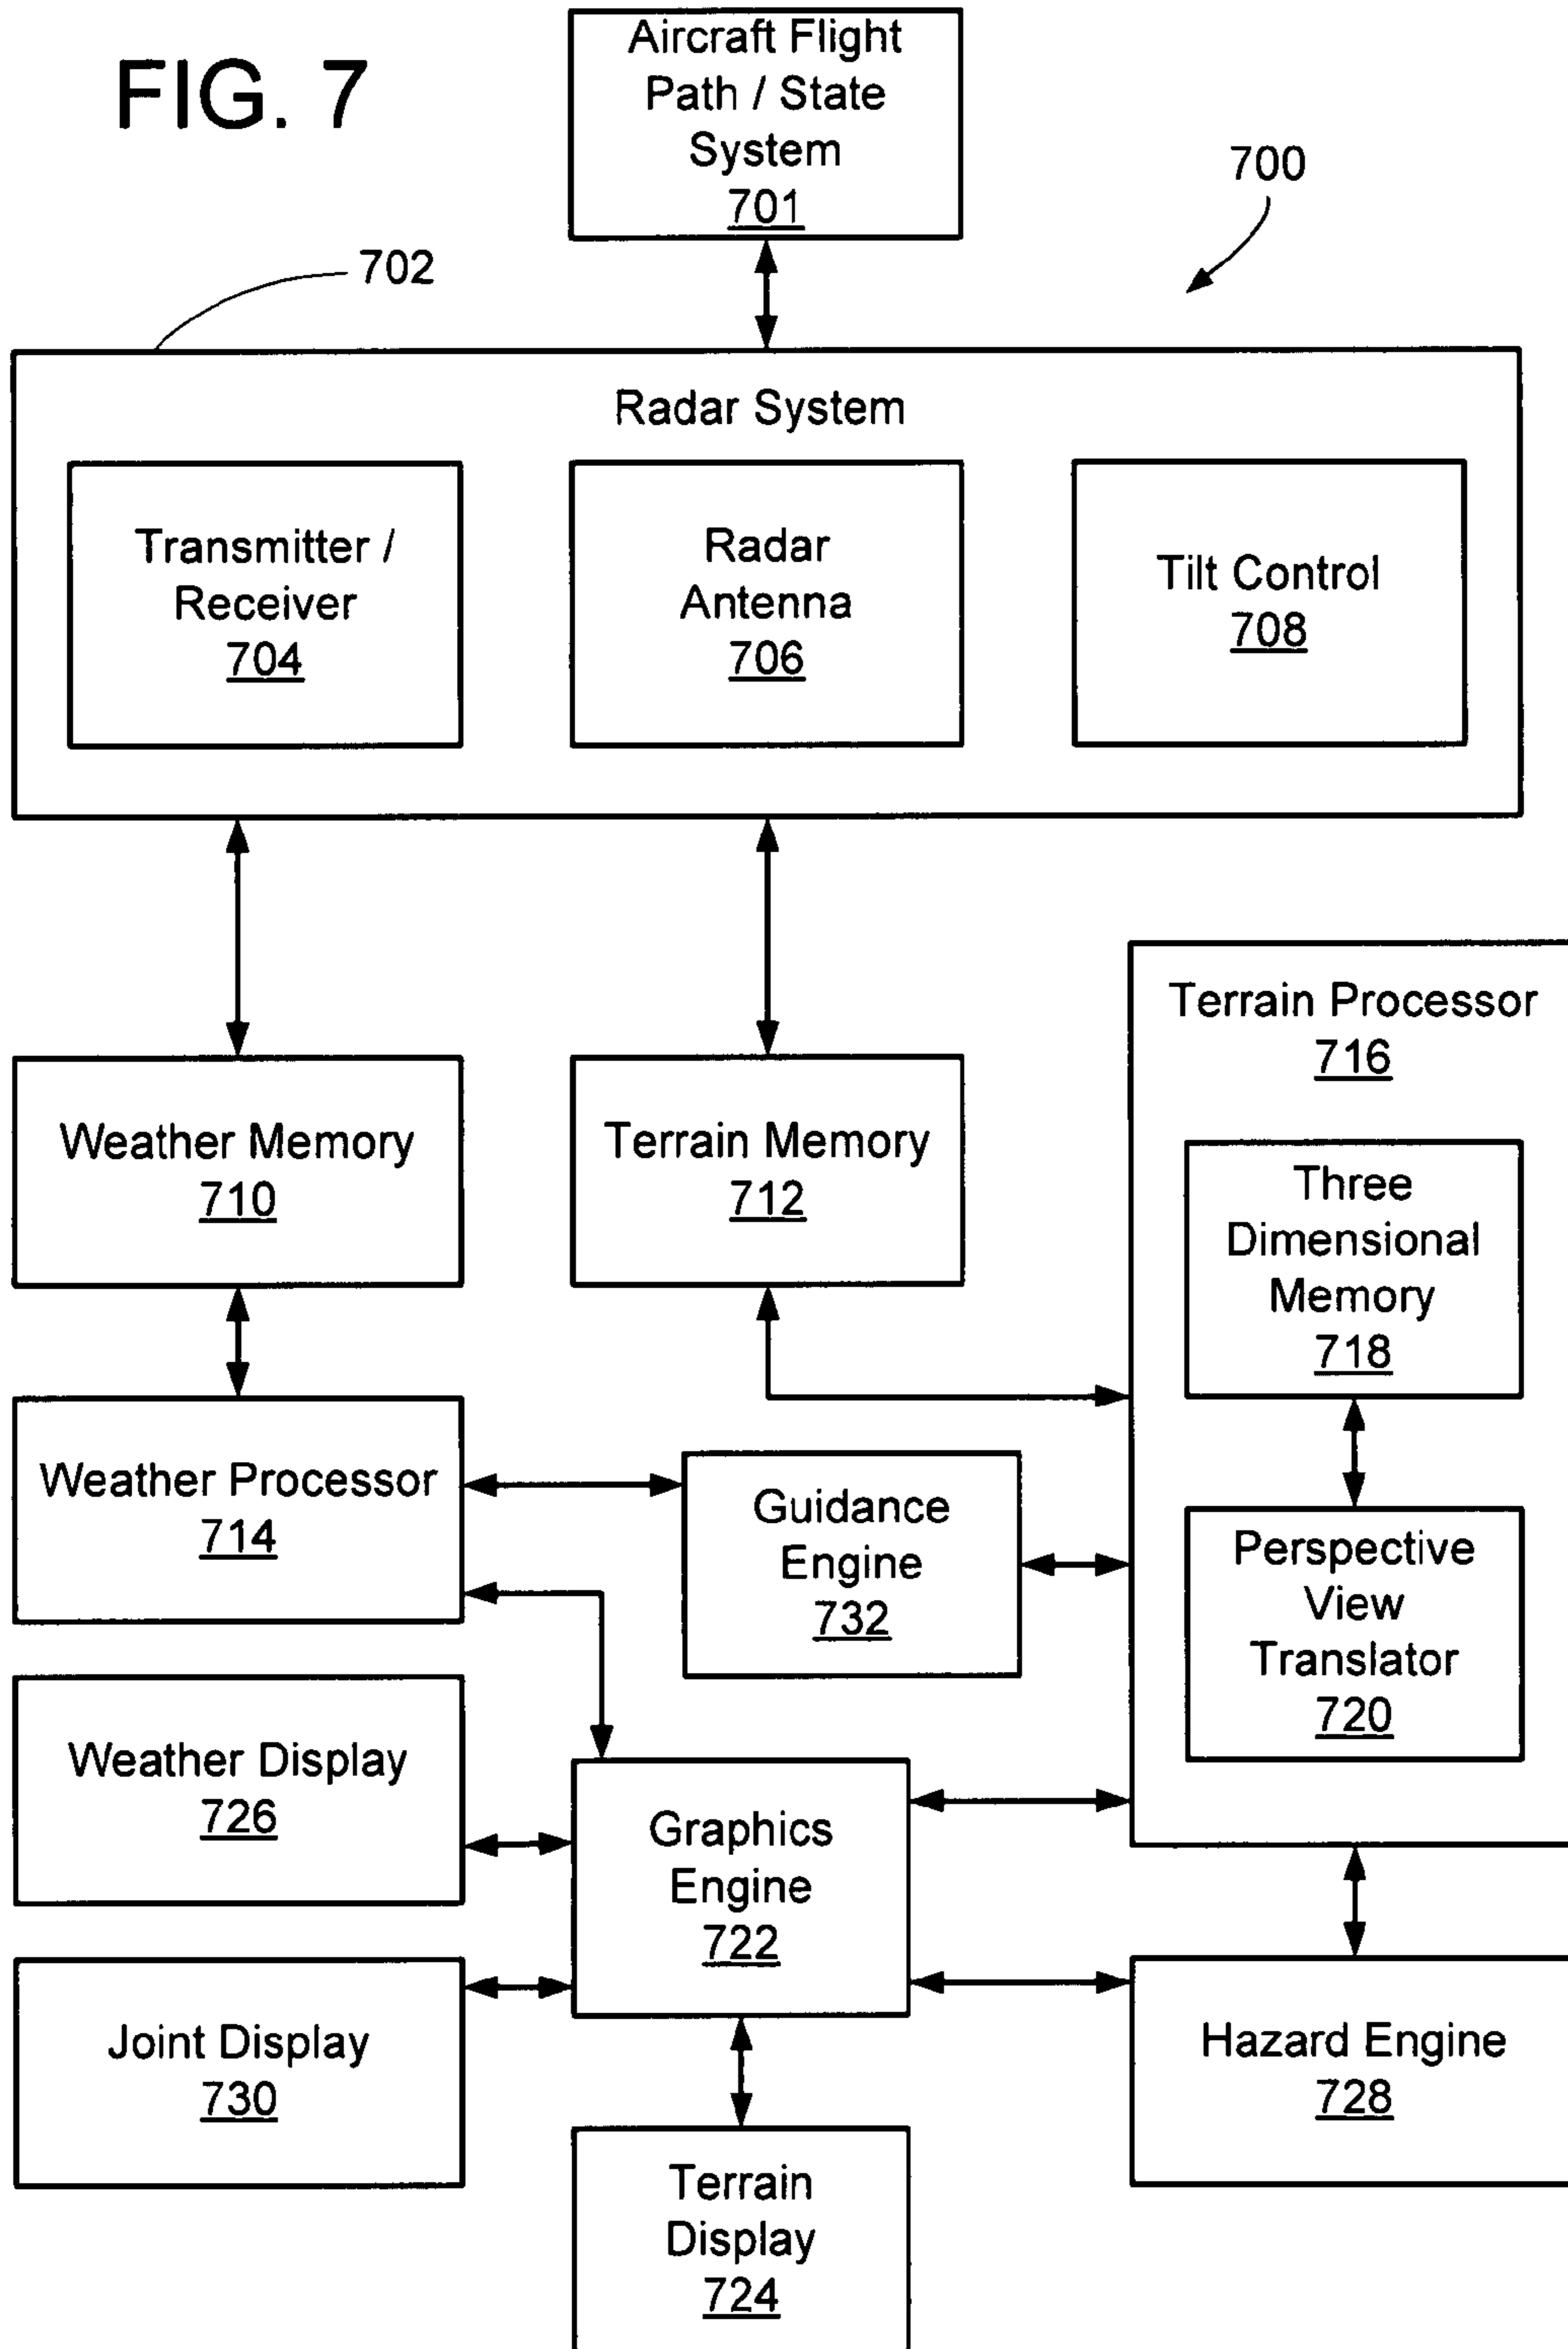 FIG. 7
Aircraft Flight
Path / State
System
701
700
702
Radar System
Transmitter /
Receiver
704
Radar
Antenna
706
Tilt Control
708
Weather Memory
710
Terrain Memory
712
Terrain Processor
716
Three
Dimensional
Memory
718
Weather Processor
714
Guidance
Engine
732
Perspective
View
Translator
720
Weather Display
726
Graphics
Engine
722
Joint Display
730
Hazard Engine
728
Terrain
Display
724